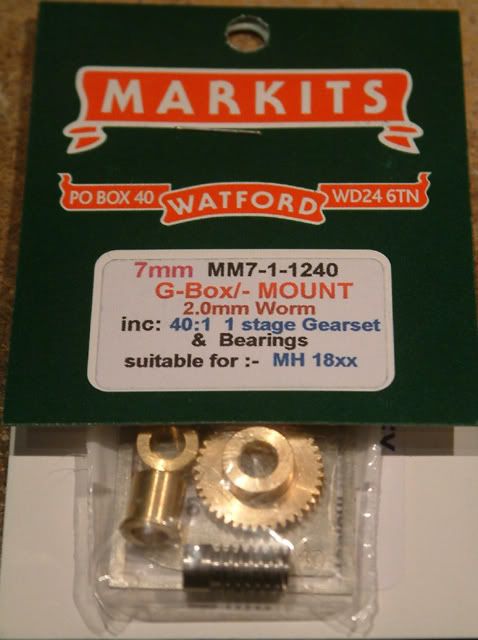 MARKITS
PO BOX 40 WATFORD WD24 6TN
7mm MM7-1-1240
G-Box/- MOUNT
2.0mm Worm
inc: 40:1 1 stage Gearset
& Bearings
suitable for :- MH 18xx